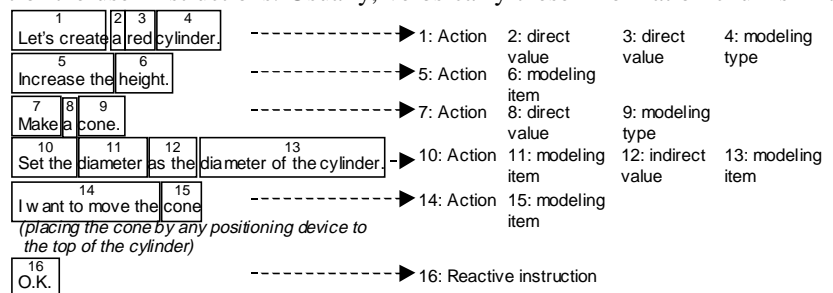 1 2 3 4
Let's create a red cylinder. 1: Action 2: direct value 3: direct value 4: modeling type
5 6
Increase the height. 5: Action 6: modeling item
7 8 9
Make a cone. 7: Action 8: direct value 9: modeling type
10 11 12 13
Set the diameter as the diameter of the cylinder. 10: Action 11: modeling item 12: indirect value 13: modeling item
14 15
I want to move the cone 14: Action 15: modeling item
(placing the cone by any positioning device to
the top of the cylinder)
16
O.K. 16: Reactive instruction